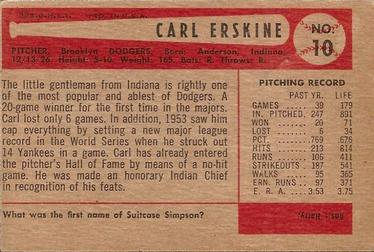 CARL ERSKINE
NO:
10
PITCHER, Brooklyn DODGERS, Born: Anderson, Indiana,
12/13/26. Height: 5-10. Weight: 165. Bats: R. Throws: R.
The little gentleman from Indiana is rightly one
of the most popular and ablest of Dodgers. A
20-game winner for the first time in the majors.
Carl lost only 6 games. In addition, 1953 saw him
cap everything by setting a new major league
record in the World Series when he struck out
14 Yankees in a game. Carl has already entered
the pitcher's Hall of Fame by means of a no-hit
game. He was made an honorary Indian Chief
in recognition of his feats.
PITCHING RECORD
PAST YR. LIFE
GAMES 39 179
IN. PITCHED 247 891
WON 20 71
LOST 6 34
PCT. .769 .676
HITS 213 814
RUNS 106 411
STRIKEOUTS 187 541
WALKS 95 365
ERN. RUNS 97 371
E. R. A. 3.53 3.75
What was the first name of Suitcase Simpson?